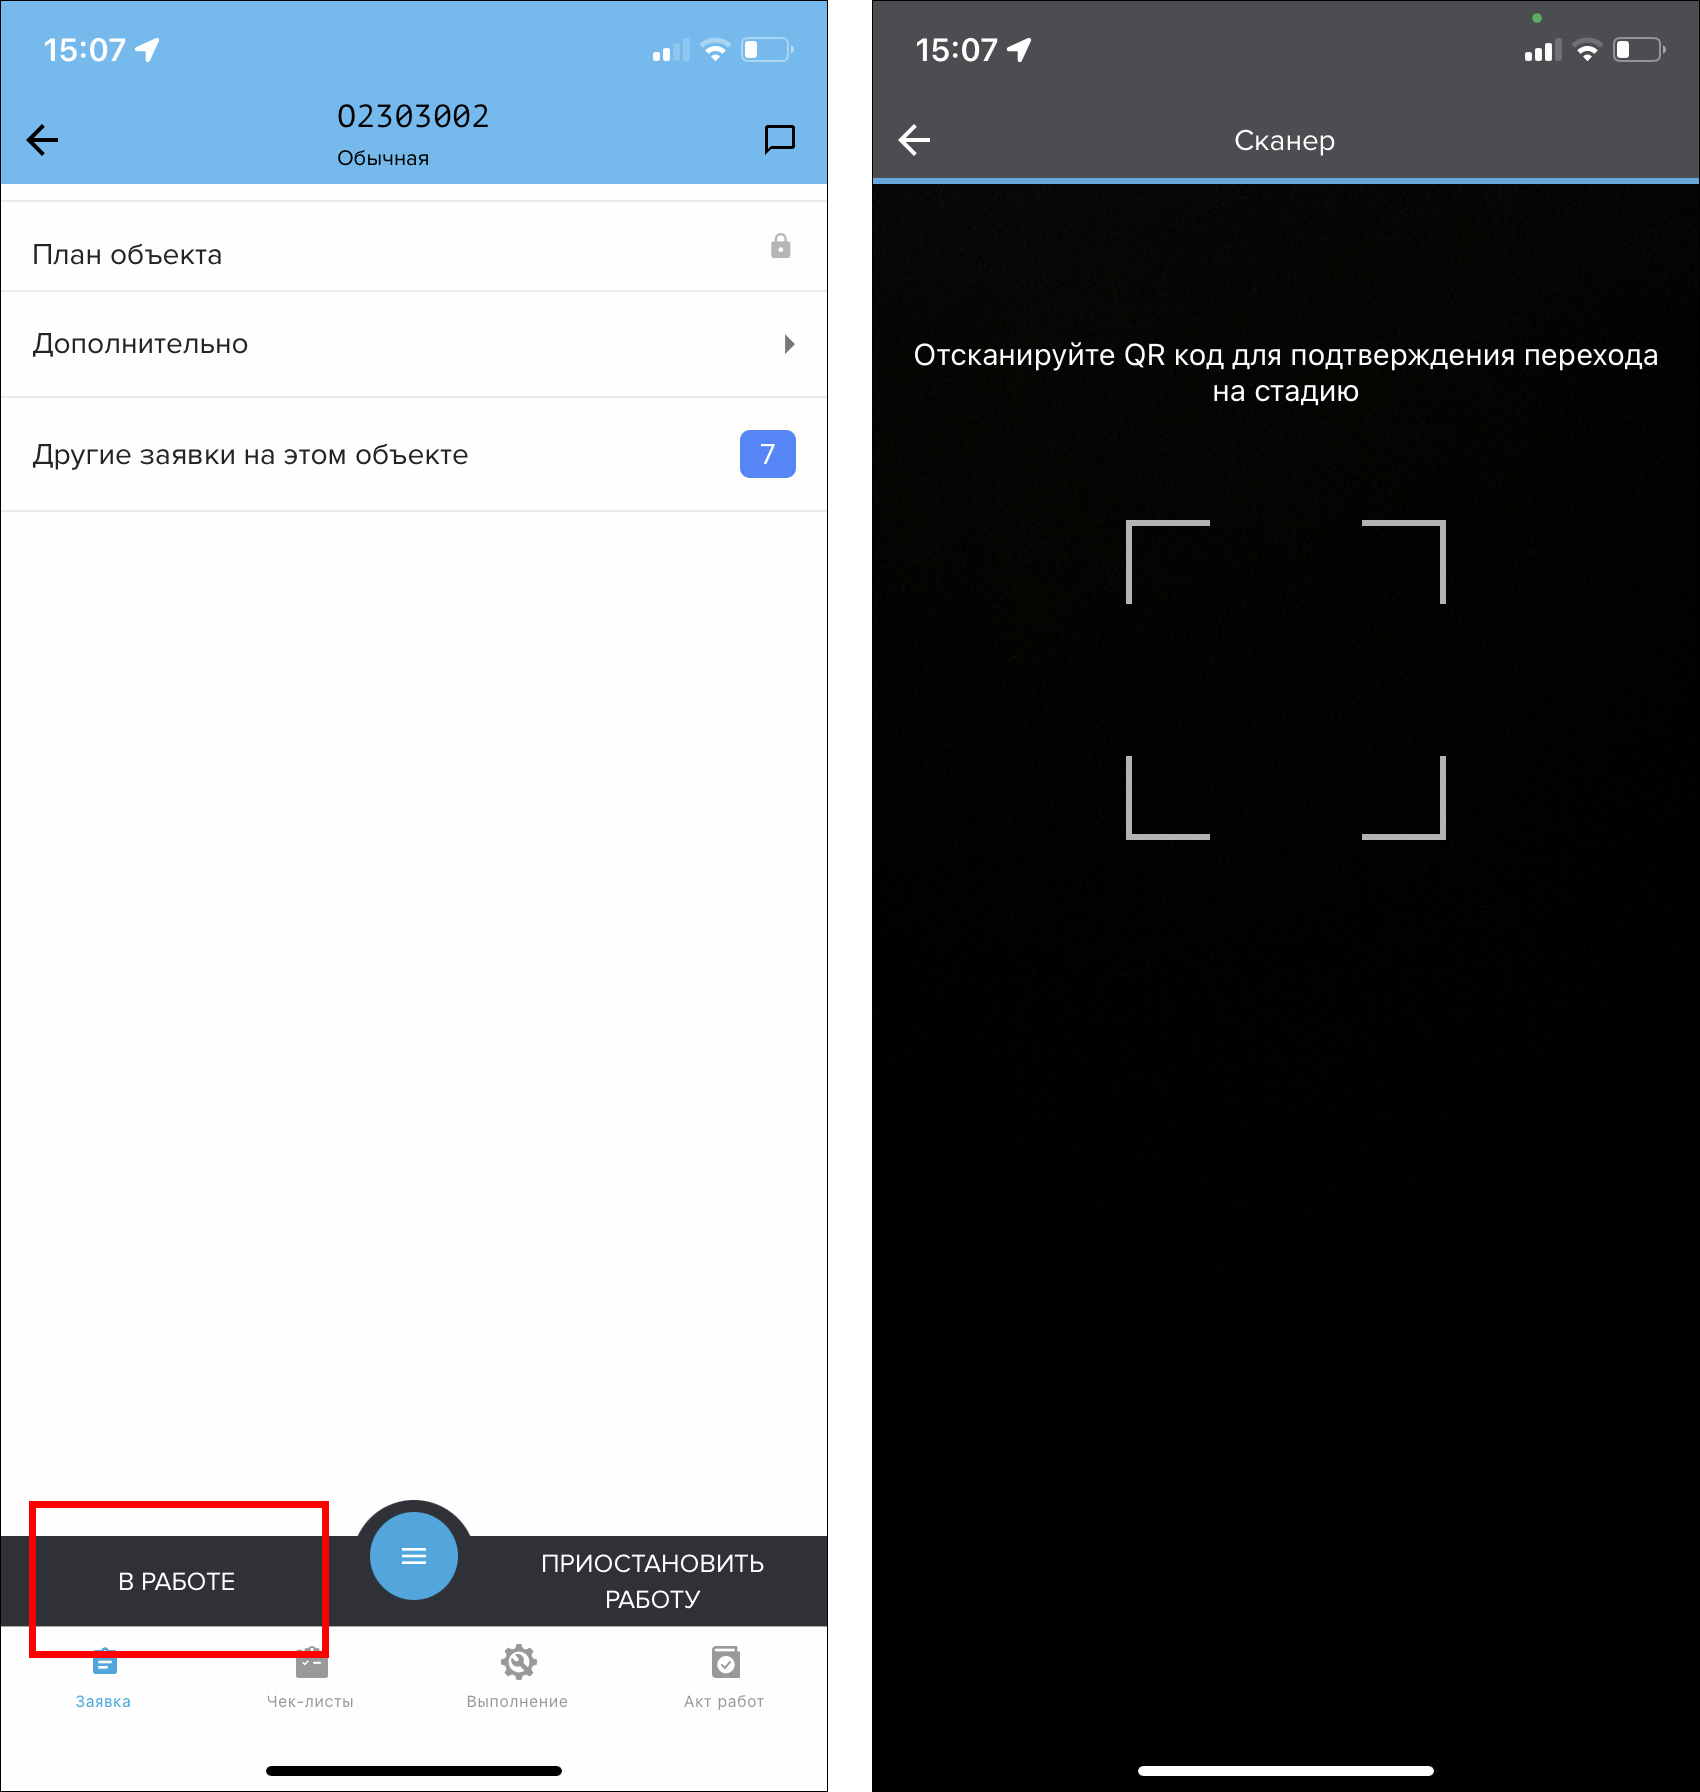 15:07
О2303002
Обычная
План объекта
Дополнительно
Другие заявки на этом объекте
7
В РАБОТЕ
ПРИОСТАНОВИТЬ
РАБОТУ
Заявка
Чек-листы
Выполнение
Акт работ
15:07
Сканер
Отсканируйте QR код для подтверждения перехода
на стадию